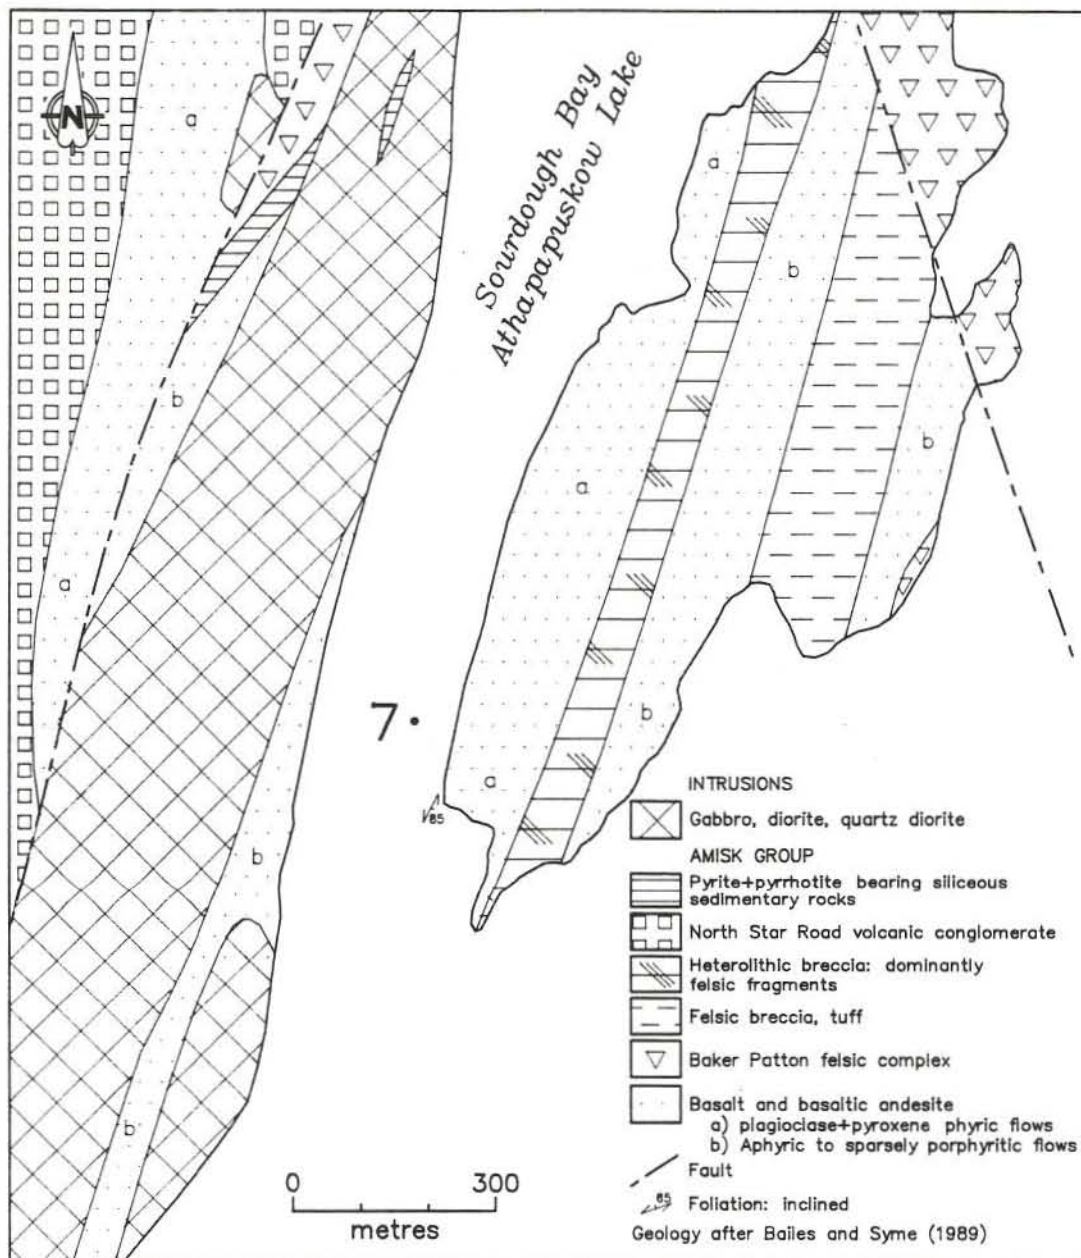 N
a
Sourdough Bay
Athapapuskow Lake
a
b
b
b
a
a
7.
b
a
85
b
b
INTRUSIONS
Gabbro, diorite, quartz diorite
AMISK GROUP
Pyrite+pyrrhotite bearing siliceous
sedimentary rocks
North Star Road volcanic conglomerate
Heterolithic breccia: dominantly
felsic fragments
Felsic breccia, tuff
Baker Patton felsic complex
Basalt and basaltic andesite
a) plagioclase+pyroxene phyric flows
b) Aphyric to sparsely porphyritic flows
Fault
85 Foliation: inclined
Geology after Bailes and Syme (1989)
0 300
metres